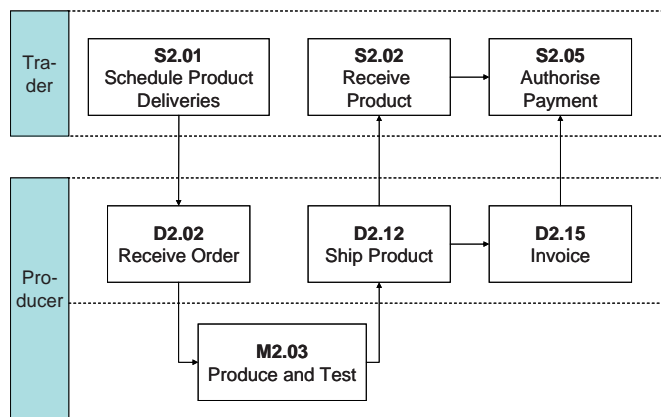 Tra-
der
S2.01
Schedule Product
Deliveries
S2.02
Receive
Product
S2.05
Authorise
Payment
Pro-
ducer
D2.02
Receive Order
D2.12
Ship Product
D2.15
Invoice
M2.03
Produce and Test